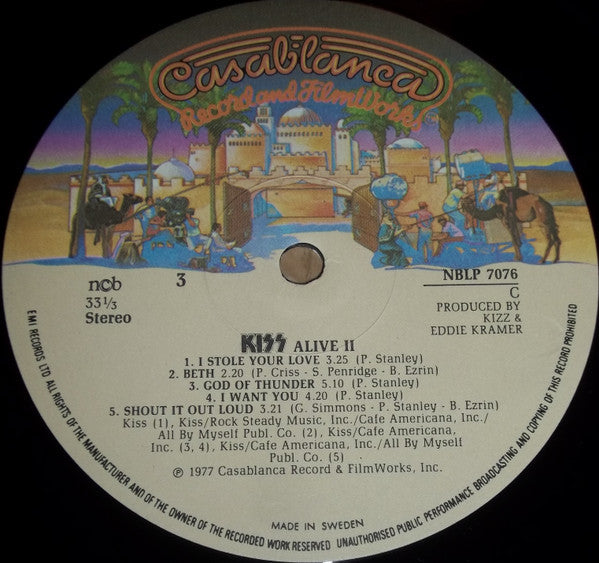 Casablanca
Record and FilmWorks
ncb
33 1/3
Stereo
3
NBLP 7076
C
PRODUCED BY
KIZZ &
EDDIE KRAMER
KISS ALIVE II
1. I STOLE YOUR LOVE 3.25 (P. Stanley)
2. BETH 2.20 (P. Criss - S. Penridge - B. Ezrin)
3. GOD OF THUNDER 5.10 (P. Stanley)
4. I WANT YOU 4.20 (P. Stanley)
5. SHOUT IT OUT LOUD 3.21 (G. Simmons - P. Stanley - B. Ezrin)
Kiss (1), Kiss/Rock Steady Music, Inc./Cafe Americana, Inc./
All By Myself Publ. Co. (2), Kiss/Cafe Americana,
Inc. (3, 4), Kiss/Cafe Americana, Inc./All By Myself
Publ. Co. (5)
℗ 1977 Casablanca Record & FilmWorks, Inc.
MADE IN SWEDEN
EMI RECORDS LTD. ALL RIGHTS OF THE MANUFACTURER AND OF THE OWNER OF THE RECORDED WORK RESERVED UNAUTHORISED PUBLIC PERFORMANCE BROADCASTING AND COPYING OF THIS RECORD PROHIBITED